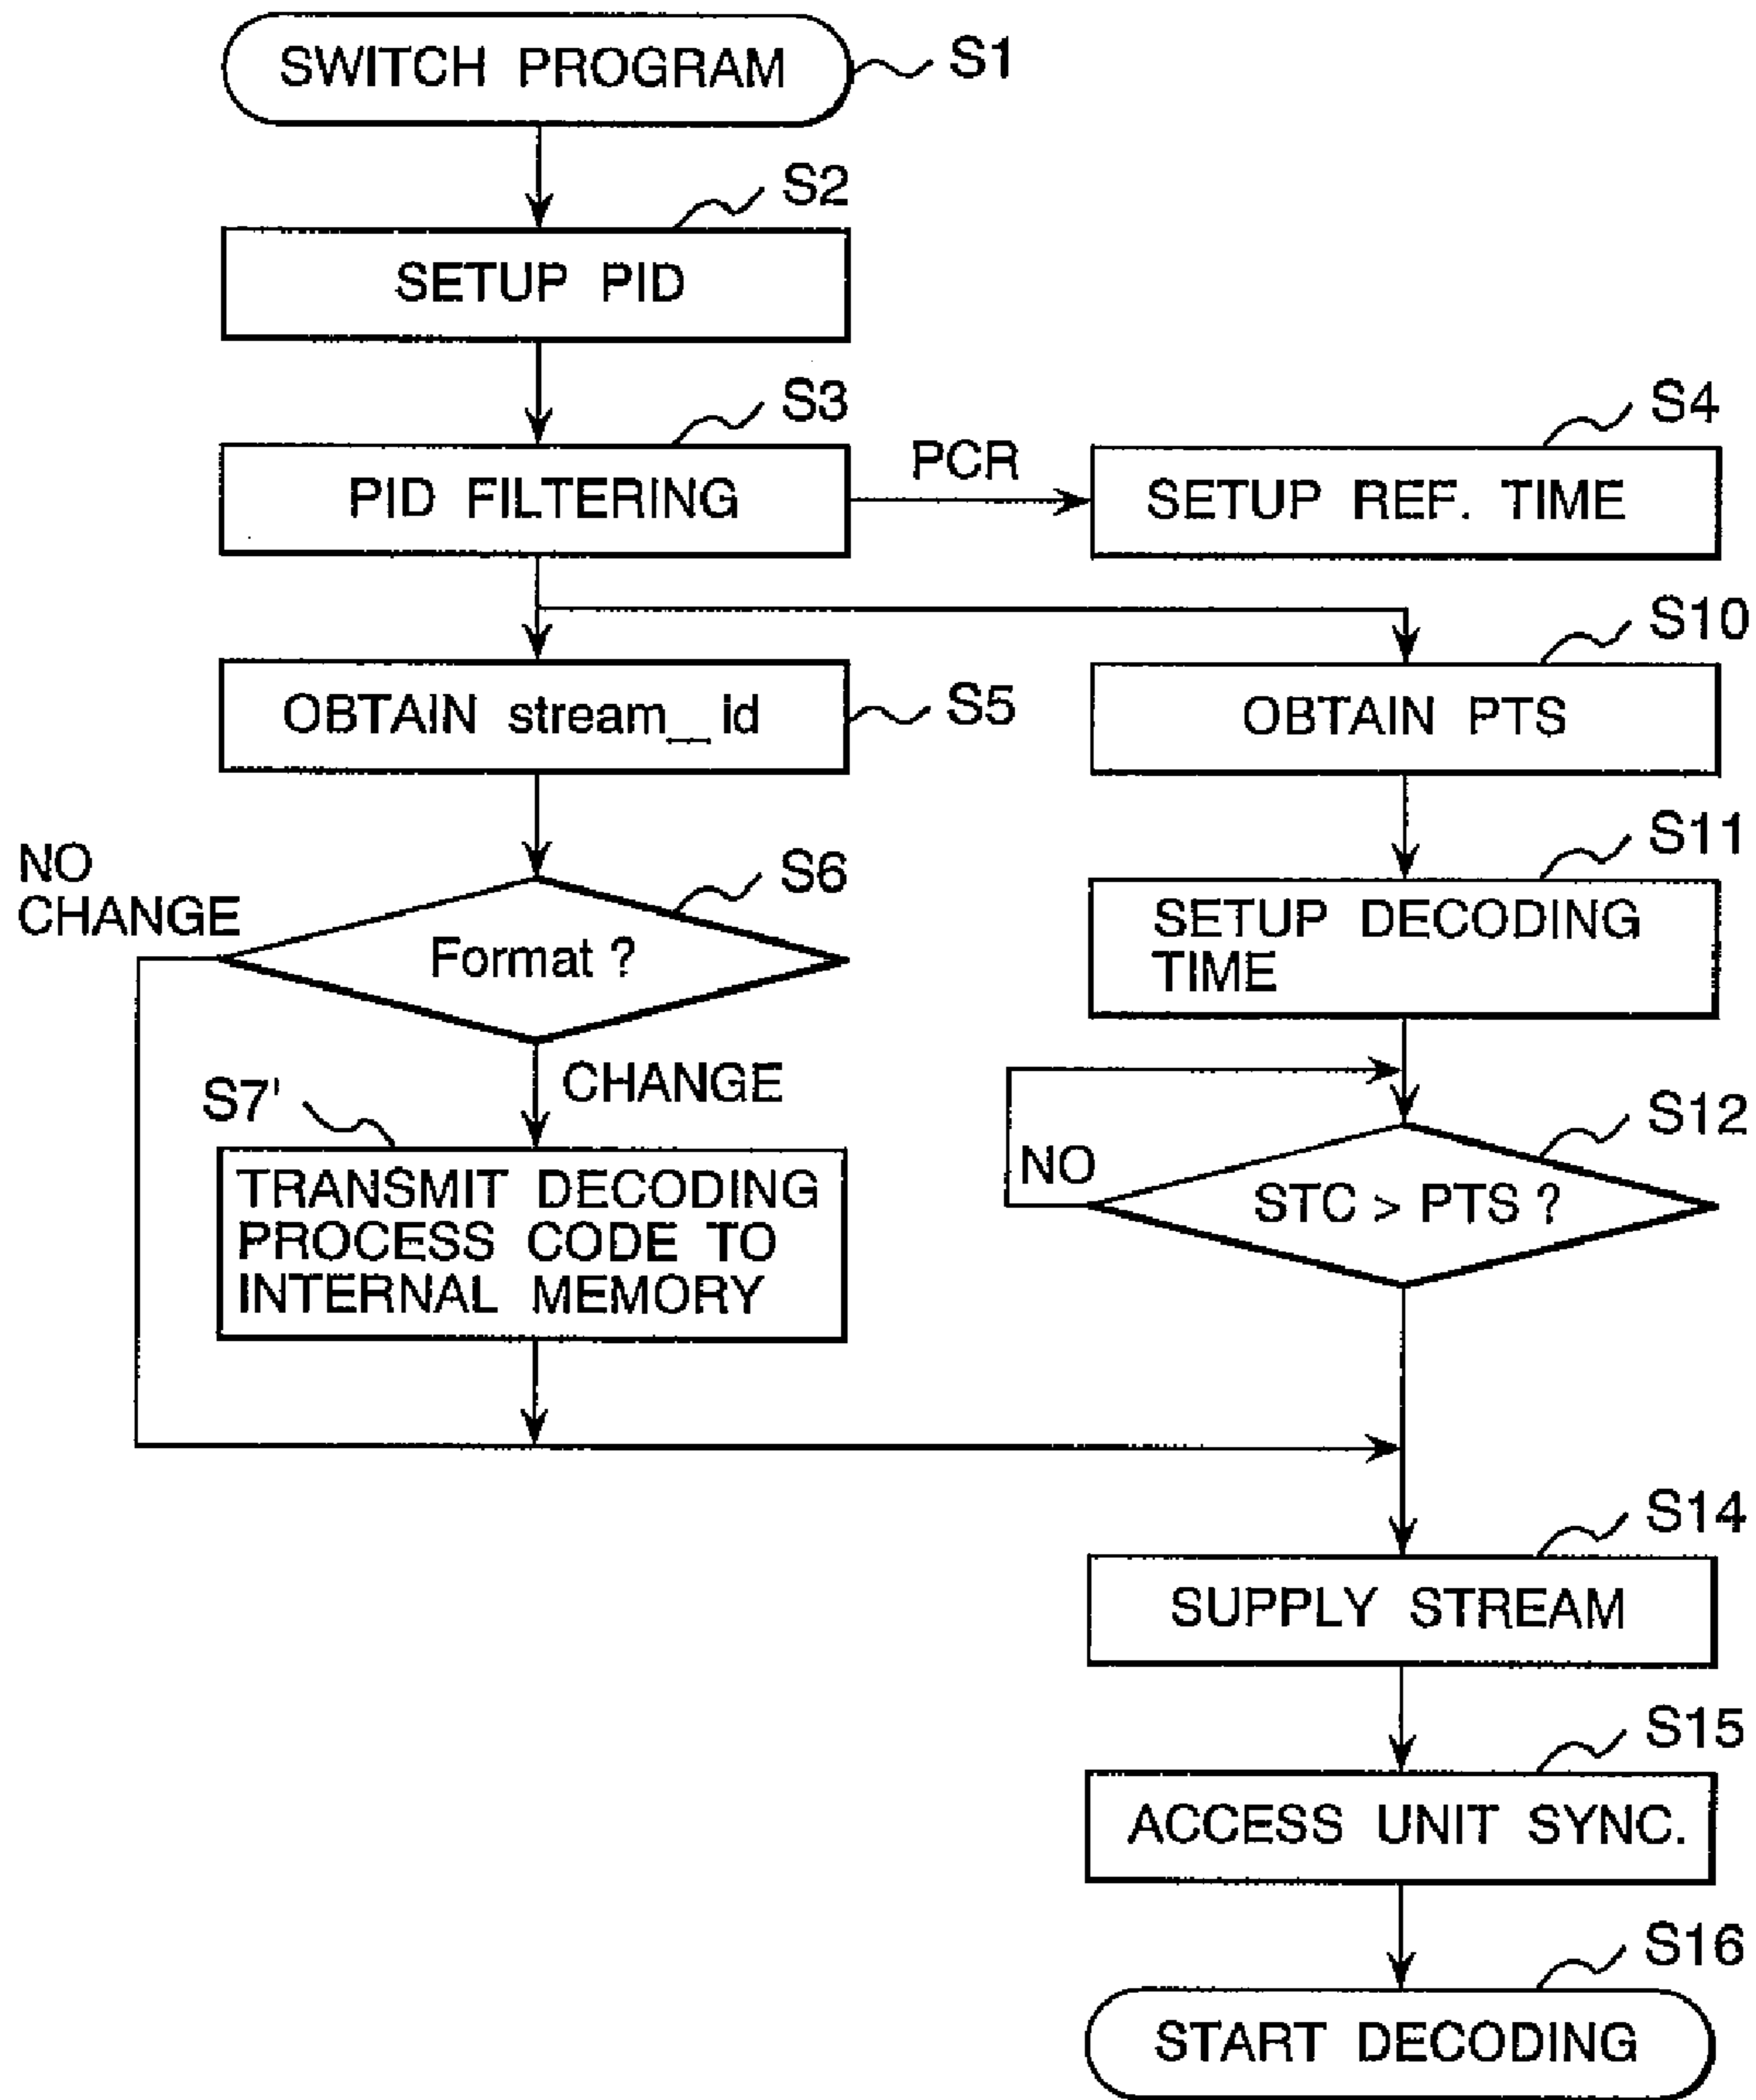 SWITCH PROGRAM
S1
S2
SETUP PID
S3
PID FILTERING
PCR
S4
SETUP REF. TIME
OBTAIN stream_id
S5
S10
OBTAIN PTS
S11
SETUP DECODING
TIME
NO
CHANGE
S6
Format ?
CHANGE
S7'
TRANSMIT DECODING
PROCESS CODE TO
INTERNAL MEMORY
S12
NO
STC > PTS ?
S14
SUPPLY STREAM
S15
ACCESS UNIT SYNC.
S16
START DECODING